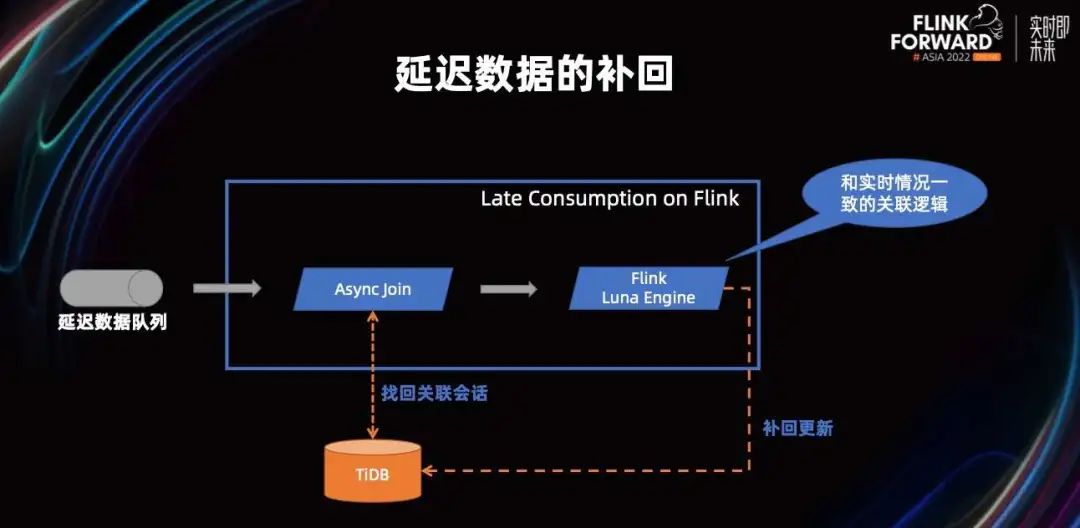 FLINK
FORWARD
# ASIA 2022 ONLINE
实时即
未来
延迟数据的补回
Late Consumption on Flink
和实时情况一
致的关联逻辑
Async Join
Flink
Luna Engine
延迟数据队列
找回关联会话
补回更新
TiDB